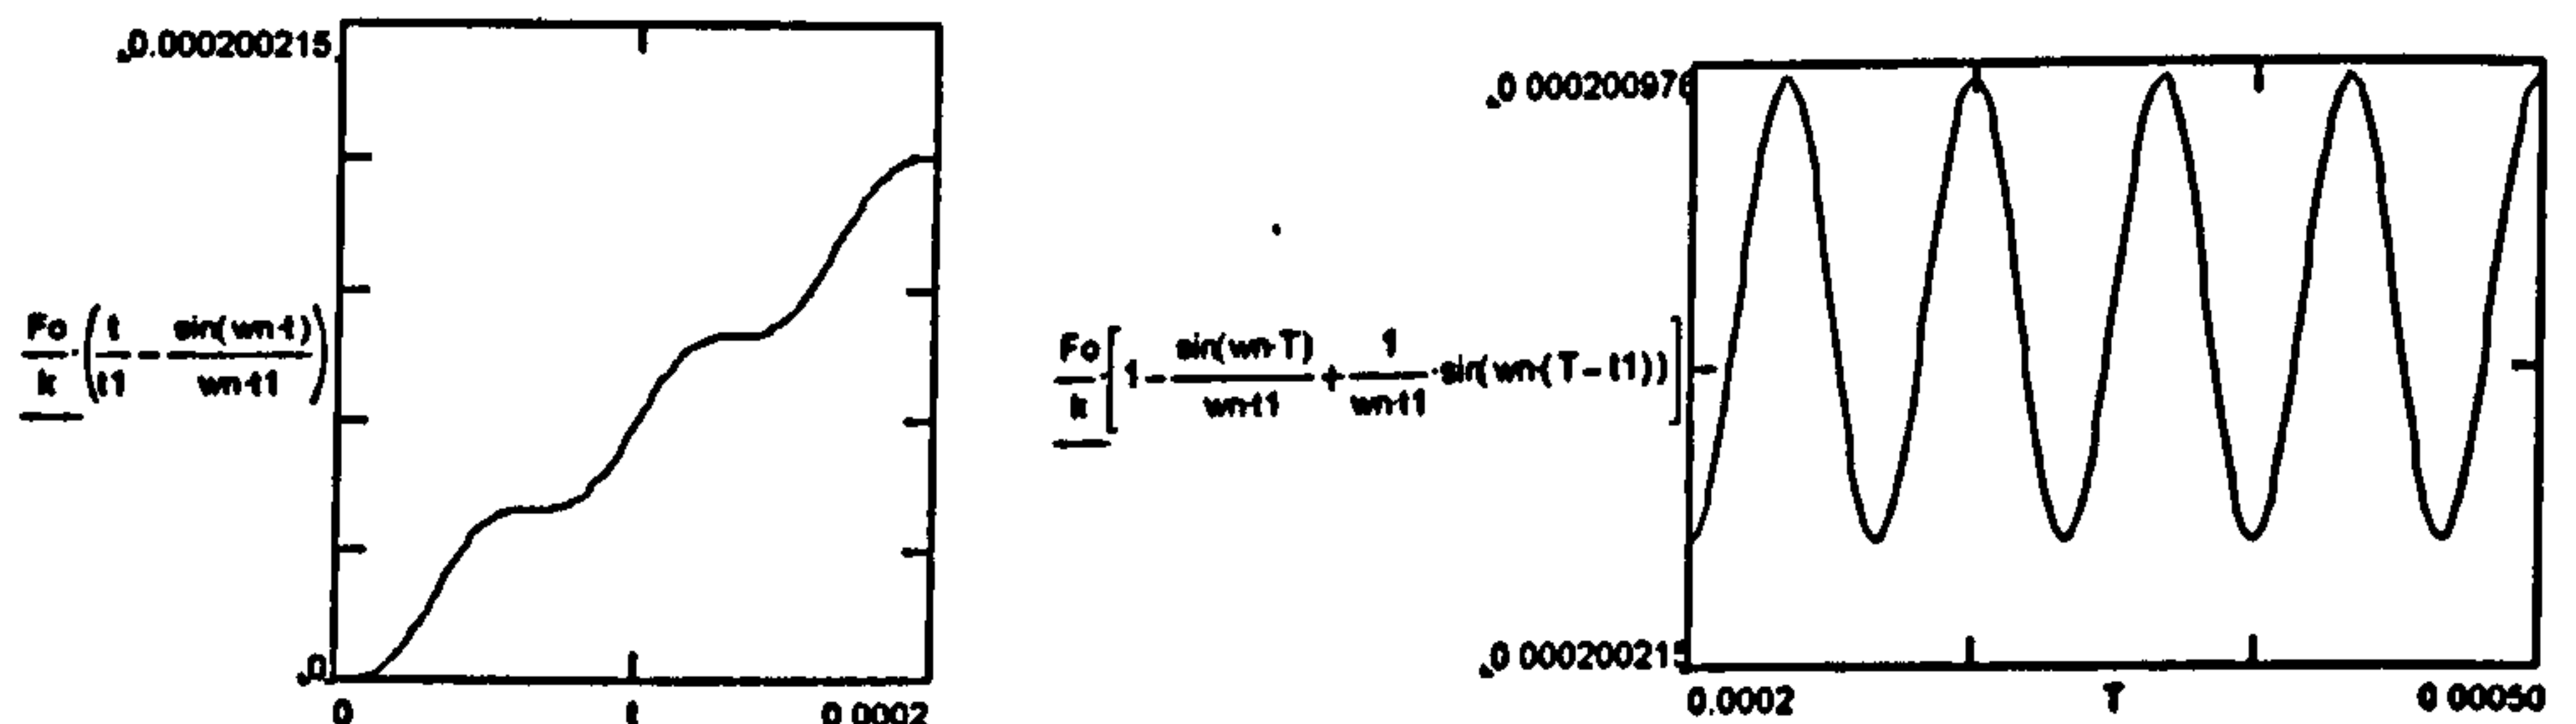 0.000200215
Fo/k·(t/t1 − sin(wn·t)/wn·t1)
0
0 t 0.0002
0.000200976
Fo/k·[1 − sin(wn·T)/wn·t1 + 1/wn·t1·sin(wn·(T − t1))]
0.000200215
0.0002 T 0.00050